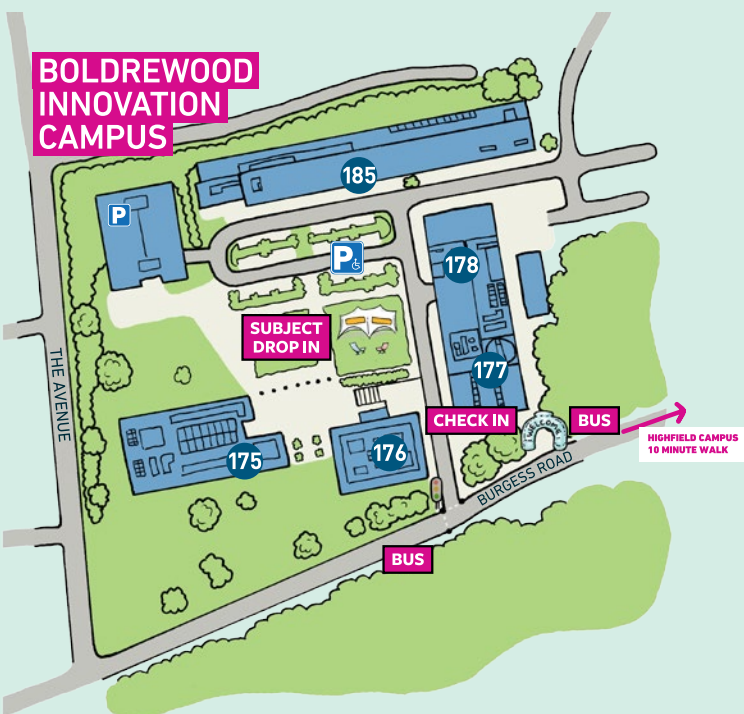 BOLDREWOOD
INNOVATION
CAMPUS
185
P
P
178
SUBJECT
DROP IN
THE AVENUE
177
CHECK IN
WELCOME
BUS
HIGHFIELD CAMPUS
10 MINUTE WALK
175
176
BURGESS ROAD
BUS